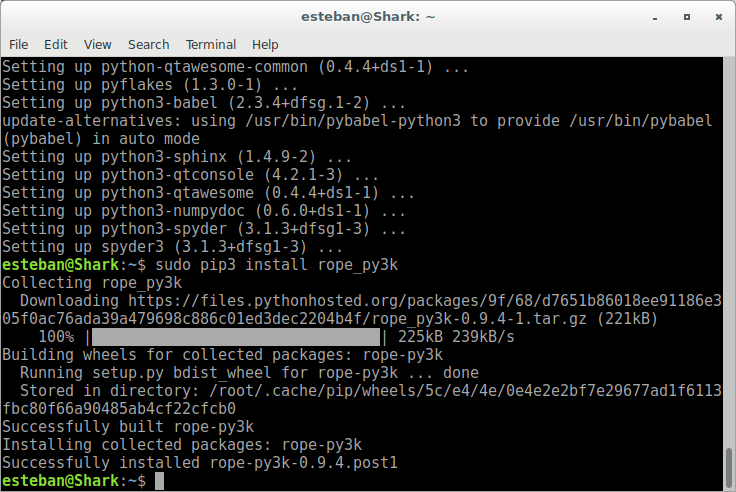 esteban@Shark: ~
File Edit View Search Terminal Help
Setting up python-qtawesome-common (0.4.4+ds1-1) ...
Setting up pyflakes (1.3.0-1) ...
Setting up python3-babel (2.3.4+dfsg.1-2) ...
update-alternatives: using /usr/bin/pybabel-python3 to provide /usr/bin/pybabel
(pybabel) in auto mode
Setting up python3-sphinx (1.4.9-2) ...
Setting up python3-qtconsole (4.2.1-3) ...
Setting up python3-qtawesome (0.4.4+ds1-1) ...
Setting up python3-numpydoc (0.6.0+ds1-1) ...
Setting up python3-spyder (3.1.3+dfsg1-3) ...
Setting up spyder3 (3.1.3+dfsg1-3) ...
esteban@Shark:~$ sudo pip3 install rope_py3k
Collecting rope_py3k
  Downloading https://files.pythonhosted.org/packages/9f/68/d7651b86018ee91186e3
05f0ac76ada39a479698c886c01ed3dec2204b4f/rope_py3k-0.9.4-1.tar.gz (221kB)
    100% |████████████████████████████████| 225kB 239kB/s
Building wheels for collected packages: rope-py3k
  Running setup.py bdist_wheel for rope-py3k ... done
  Stored in directory: /root/.cache/pip/wheels/5c/e4/4e/0e4e2e2bf7e29677ad1f6113
fbc80f66a90485ab4cf22cfcb0
Successfully built rope-py3k
Installing collected packages: rope-py3k
Successfully installed rope-py3k-0.9.4.post1
esteban@Shark:~$